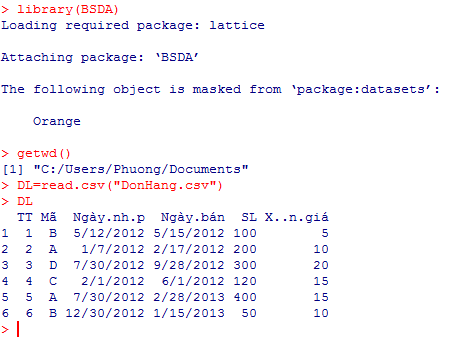 > library(BSDA)
Loading required package: lattice
Attaching package: ‘BSDA’
The following object is masked from ‘package:datasets’:
Orange
> getwd()
[1] "C:/Users/Phuong/Documents"
> DL=read.csv("DonHang.csv")
> DL
TT Mã Ngày.nh.p Ngày.bán SL X..n.giá
1 1 B 5/12/2012 5/15/2012 100 5
2 2 A 1/7/2012 2/17/2012 200 10
3 3 D 7/30/2012 9/28/2012 300 20
4 4 C 2/1/2012 6/1/2012 120 15
5 5 A 7/30/2012 2/28/2013 400 15
6 6 B 12/30/2012 1/15/2013 50 10
>